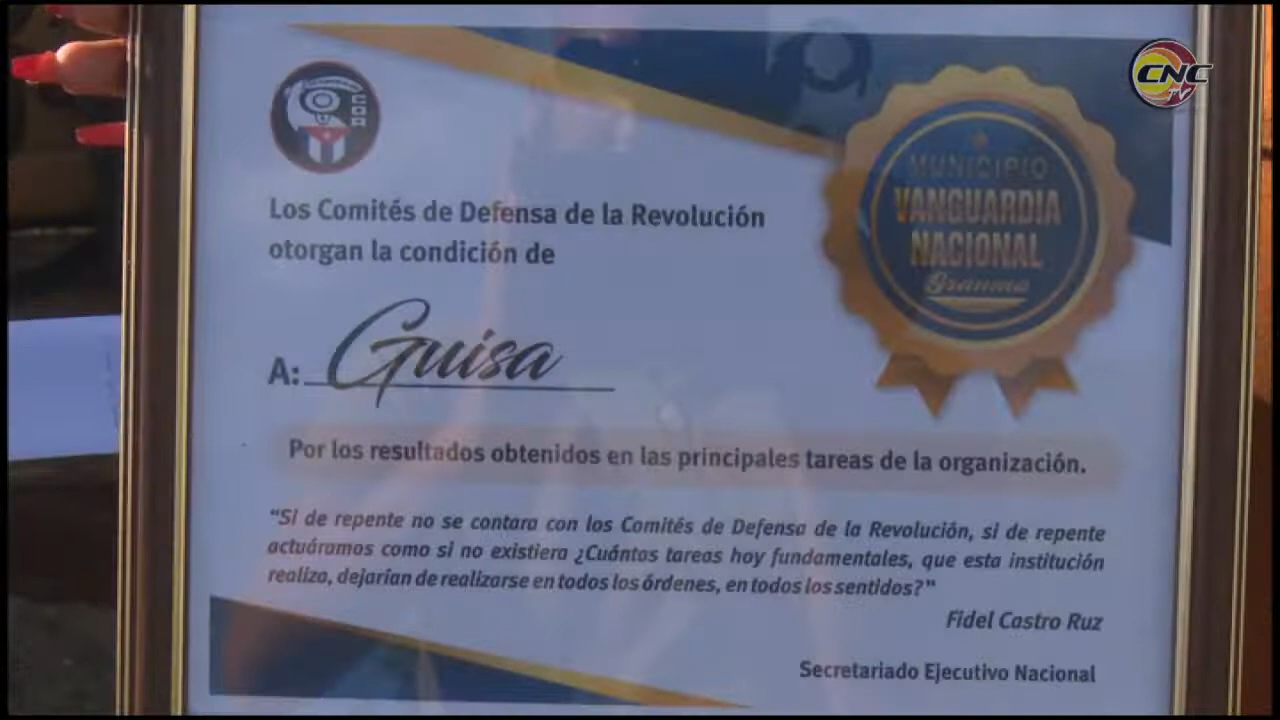 CNC
TV
CDR
MUNICIPIO
VANGUARDIA
NACIONAL
Granma
Los Comités de Defensa de la Revolución
otorgan la condición de
A: Guisa
Por los resultados obtenidos en las principales tareas de la organización.
“Si de repente no se contara con los Comités de Defensa de la Revolución, si de repente
actuáramos como si no existiera ¿Cuántas tareas hoy fundamentales, que esta institución
realiza, dejarían de realizarse en todos los órdenes, en todos los sentidos?”
Fidel Castro Ruz
Secretariado Ejecutivo Nacional